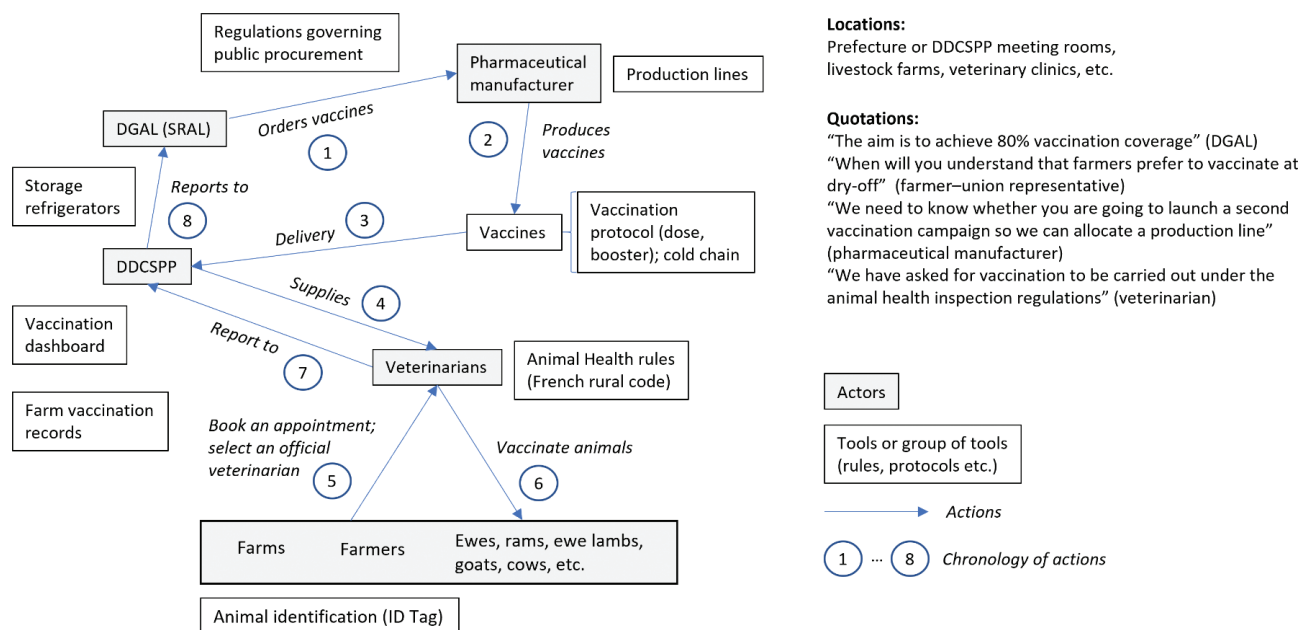 Regulations governing
public procurement
Pharmaceutical
manufacturer
Production lines
DGAL (SRAL)
Orders vaccines
1
2
Produces
vaccines
Storage
refrigerators
Reports to
8
3
Delivery
Vaccines
Vaccination
protocol (dose,
booster); cold chain
DDCSPP
Supplies
4
Vaccination
dashboard
Report to
7
Veterinarians
Animal Health rules
(French rural code)
Farm vaccination
records
Book an appointment;
select an official
veterinarian
5
Vaccinate animals
6
Farms
Farmers
Ewes, rams, ewe lambs,
goats, cows, etc.
Animal identification (ID Tag)
Locations:
Prefecture or DDCSPP meeting rooms,
livestock farms, veterinary clinics, etc.
Quotations:
“The aim is to achieve 80% vaccination coverage” (DGAL)
“When will you understand that farmers prefer to vaccinate at
dry-off” (farmer–union representative)
“We need to know whether you are going to launch a second
vaccination campaign so we can allocate a production line”
(pharmaceutical manufacturer)
“We have asked for vaccination to be carried out under the
animal health inspection regulations” (veterinarian)
Actors
Tools or group of tools
(rules, protocols etc.)
Actions
1 ... 8 Chronology of actions